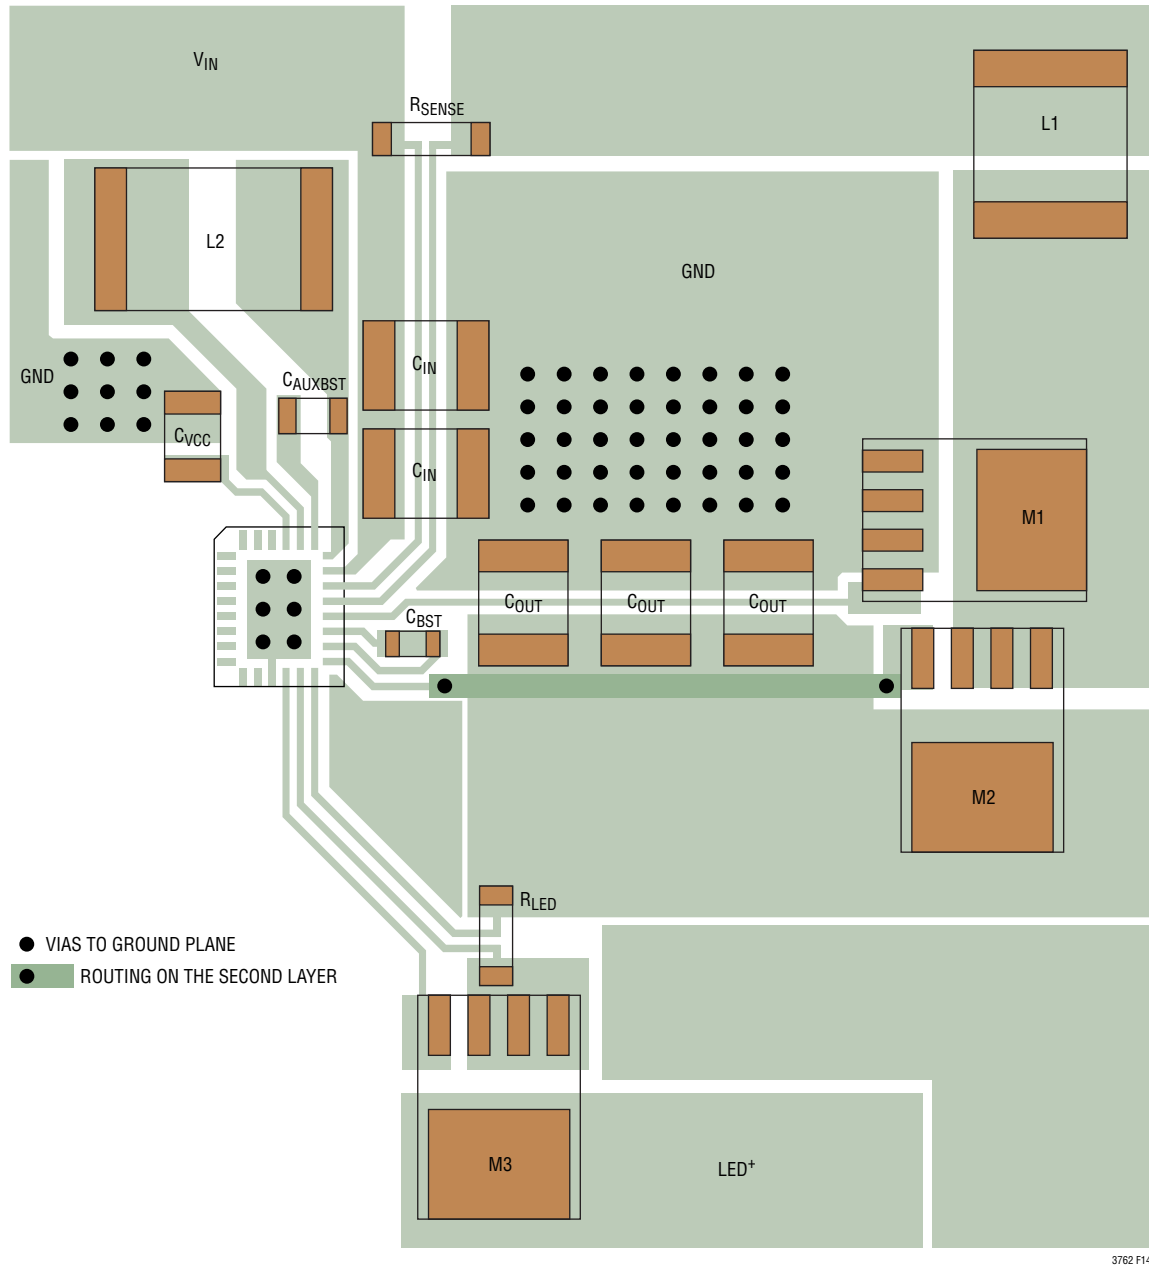 VIN
RSENSE
L1
L2
GND
CIN
GND
CAUXBST
CVCC
CIN
M1
COUT
COUT
COUT
CBST
M2
RLED
VIAS TO GROUND PLANE
ROUTING ON THE SECOND LAYER
M3
LED+
3762 F14